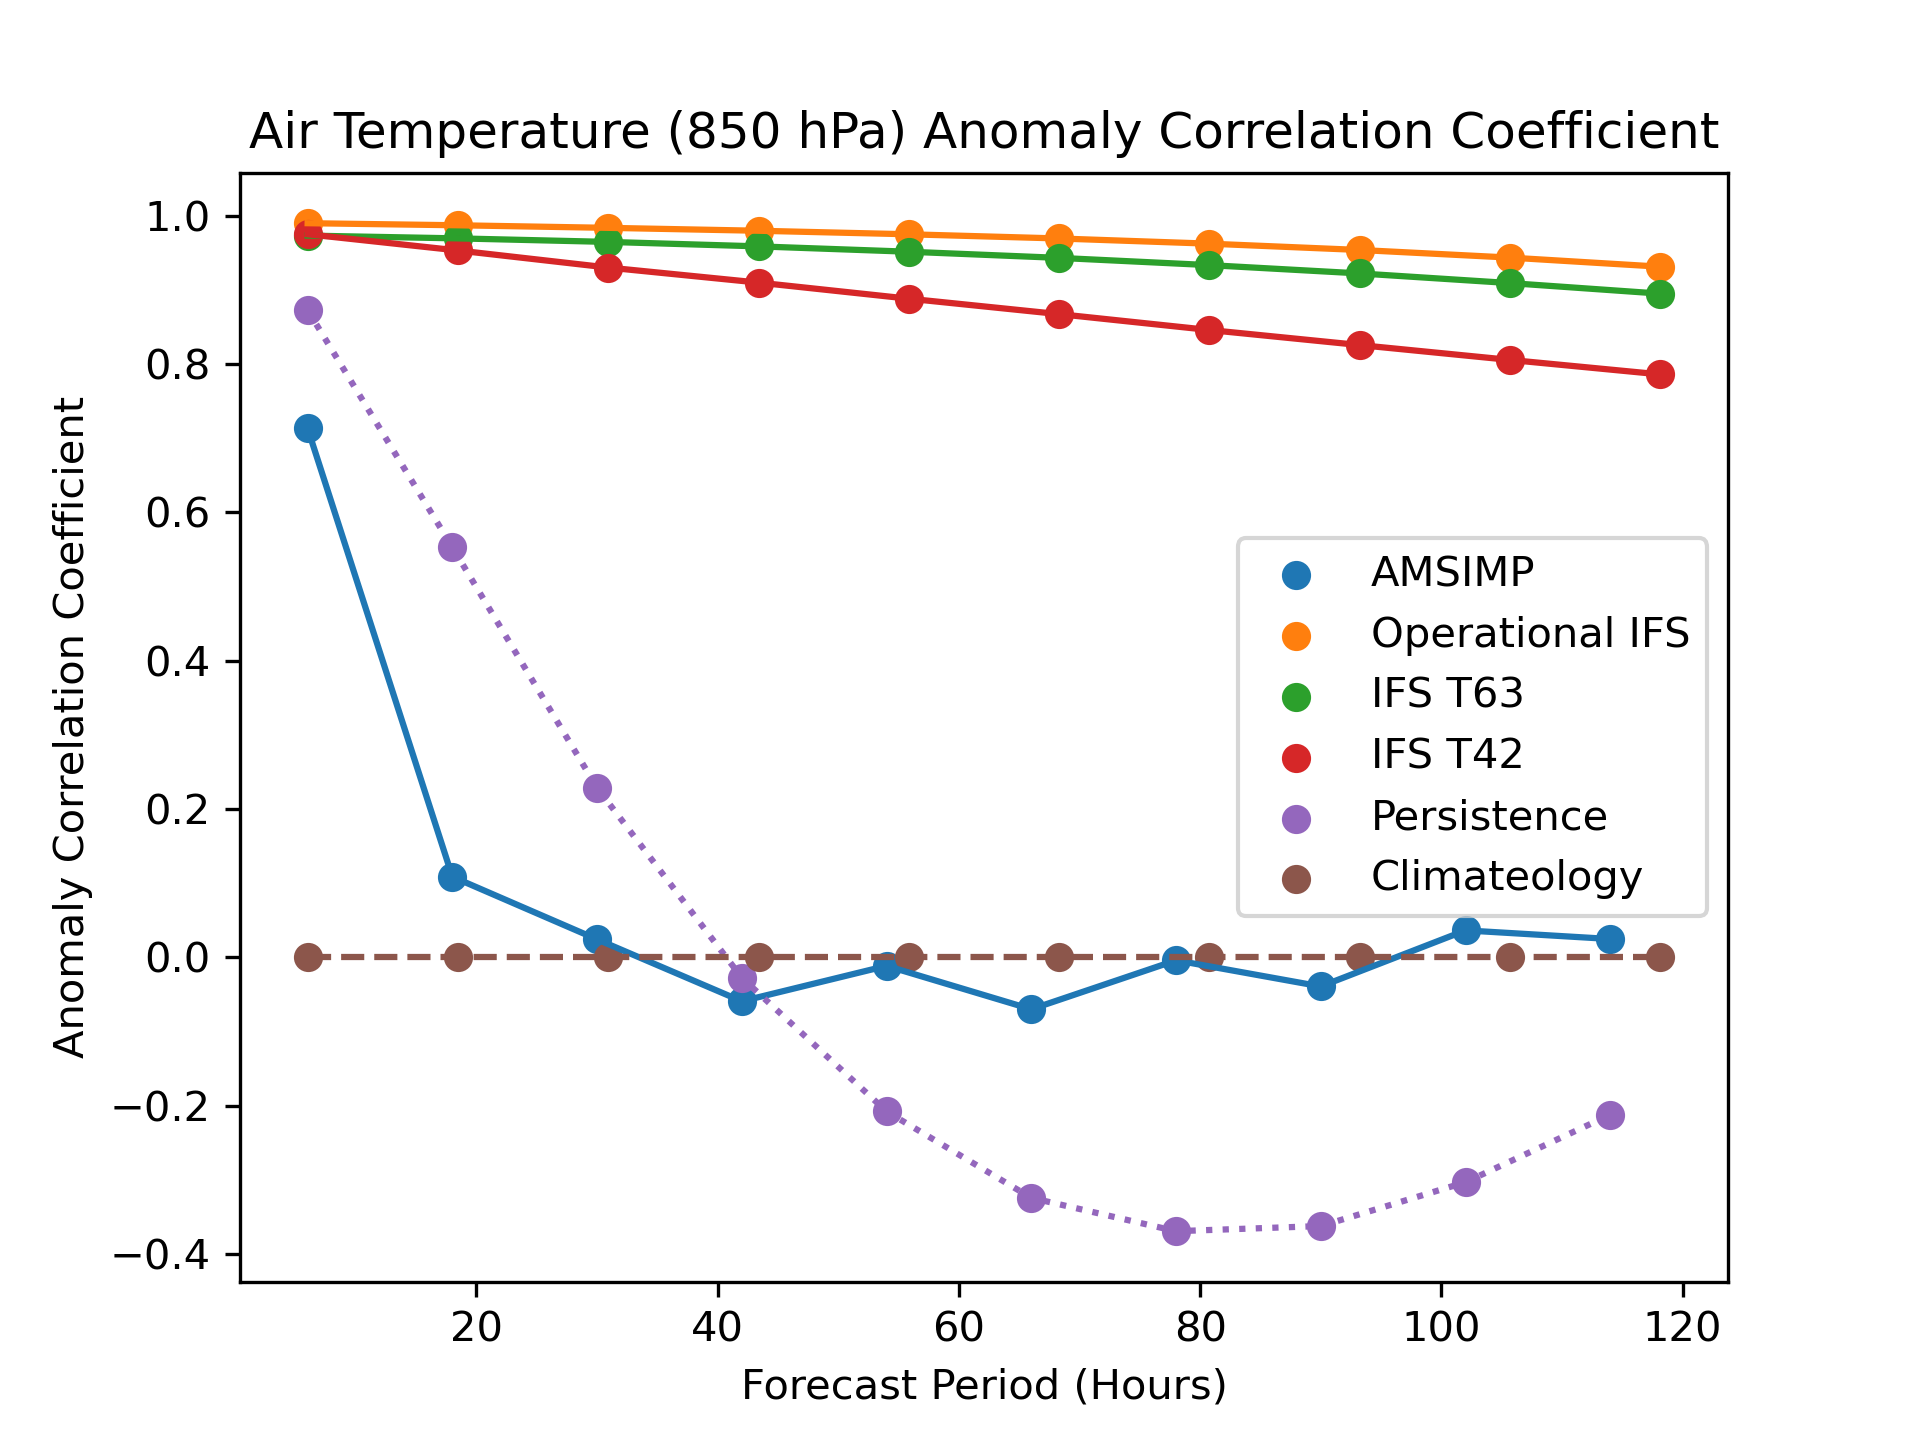 Air Temperature (850 hPa) Anomaly Correlation Coefficient
Anomaly Correlation Coefficient
1.0
0.8
0.6
0.4
0.2
0.0
−0.2
−0.4
AMSIMP
Operational IFS
IFS T63
IFS T42
Persistence
Climateology
20 40 60 80 100 120
Forecast Period (Hours)